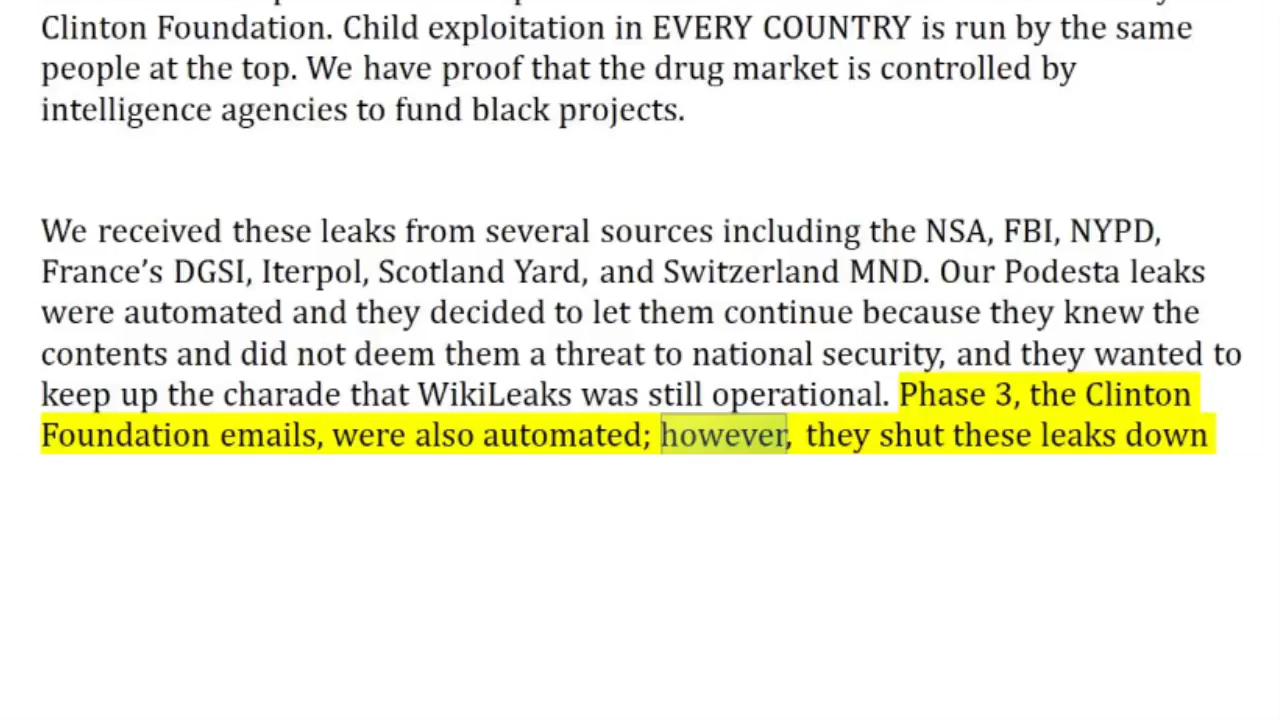 Clinton Foundation. Child exploitation in EVERY COUNTRY is run by the same
people at the top. We have proof that the drug market is controlled by
intelligence agencies to fund black projects.
We received these leaks from several sources including the NSA, FBI, NYPD,
France’s DGSI, Iterpol, Scotland Yard, and Switzerland MND. Our Podesta leaks
were automated and they decided to let them continue because they knew the
contents and did not deem them a threat to national security, and they wanted to
keep up the charade that WikiLeaks was still operational. Phase 3, the Clinton
Foundation emails, were also automated; however, they shut these leaks down